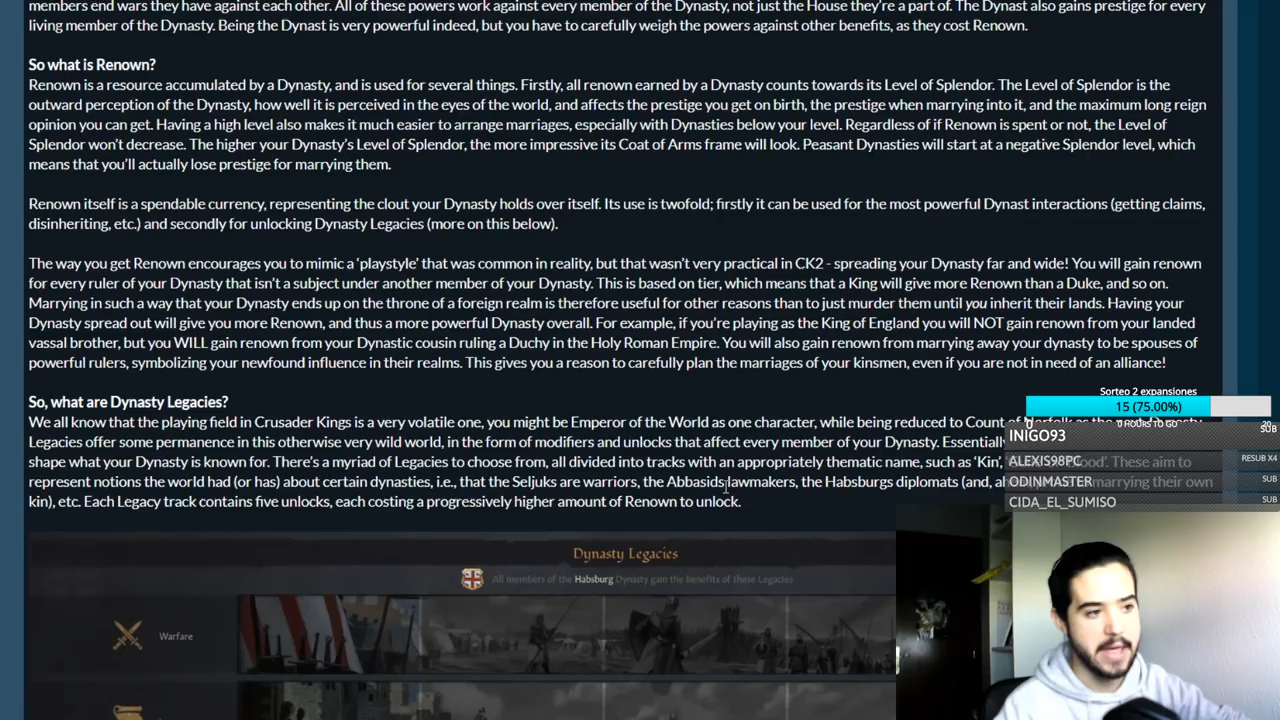 members end wars they have against each other. All of these powers work against every member of the Dynasty, not just the House they're a part of. The Dynast also gains prestige for every
living member of the Dynasty. Being the Dynast is very powerful indeed, but you have to carefully weigh the powers against other benefits, as they cost Renown.
So what is Renown?
Renown is a resource accumulated by a Dynasty, and is used for several things. Firstly, all renown earned by a Dynasty counts towards its Level of Splendor. The Level of Splendor is the
outward perception of the Dynasty, how well it is perceived in the eyes of the world, and affects the prestige you get on birth, the prestige when marrying into it, and the maximum long reign
opinion you can get. Having a high level also makes it much easier to arrange marriages, especially with Dynasties below your level. Regardless of if Renown is spent or not, the Level of
Splendor won't decrease. The higher your Dynasty's Level of Splendor, the more impressive its Coat of Arms frame will look. Peasant Dynasties will start at a negative Splendor level, which
means that you'll actually lose prestige for marrying them.
Renown itself is a spendable currency, representing the clout your Dynasty holds over itself. Its use is twofold; firstly it can be used for the most powerful Dynast interactions (getting claims,
disinheriting, etc.) and secondly for unlocking Dynasty Legacies (more on this below).
The way you get Renown encourages you to mimic a 'playstyle' that was common in reality, but that wasn't very practical in CK2 - spreading your Dynasty far and wide! You will gain renown
for every ruler of your Dynasty that isn't a subject under another member of your Dynasty. This is based on tier, which means that a King will give more Renown than a Duke, and so on.
Marrying in such a way that your Dynasty ends up on the throne of a foreign realm is therefore useful for other reasons than to just murder them until you inherit their lands. Having your
Dynasty spread out will give you more Renown, and thus a more powerful Dynasty overall. For example, if you're playing as the King of England you will NOT gain renown from your landed
vassal brother, but you WILL gain renown from your Dynastic cousin ruling a Duchy in the Holy Roman Empire. You will also gain renown from marrying away your dynasty to be spouses of
powerful rulers, symbolizing your newfound influence in their realms. This gives you a reason to carefully plan the marriages of your kinsmen, even if you are not in need of an alliance!
So, what are Dynasty Legacies?
We all know that the playing field in Crusader Kings is a very volatile one, you might be Emperor of the World as one character, while being reduced to Count of
Legacies offer some permanence in this otherwise very wild world, in the form of modifiers and unlocks that affect every member of your Dynasty.
shape what your Dynasty is known for. There's a myriad of Legacies to choose from, all divided into tracks with an appropriately thematic name, such as 'Kin', These aim to
represent notions the world had (or has) about certain dynasties, i.e., that the Seljuks are warriors, the Abbasids lawmakers, the Habsburgs diplomats (and, marrying their own
kin), etc. Each Legacy track contains five unlocks, each costing a progressively higher amount of Renown to unlock.
Sorteo 2 expansiones
15 (75.00%)
0 HOURS TO GO
INIGO93 SUB
ALEXIS98PC RESUB X4
ODINMASTER SUB
CIDA_EL_SUMISO SUB
Dynasty Legacies
All members of the Habsburg Dynasty gain the benefits of these Legacies
Warfare